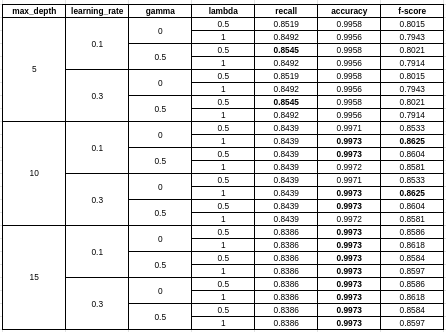 max_depth learning_rate gamma lambda recall accuracy f-score
5 0.1 0 0.5 0.8519 0.9958 0.8015
1 0.8492 0.9956 0.7943
0.5 0.5 0.8545 0.9958 0.8021
1 0.8492 0.9956 0.7914
0.3 0 0.5 0.8519 0.9958 0.8015
1 0.8492 0.9956 0.7943
0.5 0.5 0.8545 0.9958 0.8021
1 0.8492 0.9956 0.7914
10 0.1 0 0.5 0.8439 0.9971 0.8533
1 0.8439 0.9973 0.8625
0.5 0.5 0.8439 0.9973 0.8604
1 0.8439 0.9972 0.8581
0.3 0 0.5 0.8439 0.9971 0.8533
1 0.8439 0.9973 0.8625
0.5 0.5 0.8439 0.9973 0.8604
1 0.8439 0.9972 0.8581
15 0.1 0 0.5 0.8386 0.9973 0.8586
1 0.8386 0.9973 0.8618
0.5 0.5 0.8386 0.9973 0.8584
1 0.8386 0.9973 0.8597
0.3 0 0.5 0.8386 0.9973 0.8586
1 0.8386 0.9973 0.8618
0.5 0.5 0.8386 0.9973 0.8584
1 0.8386 0.9973 0.8597